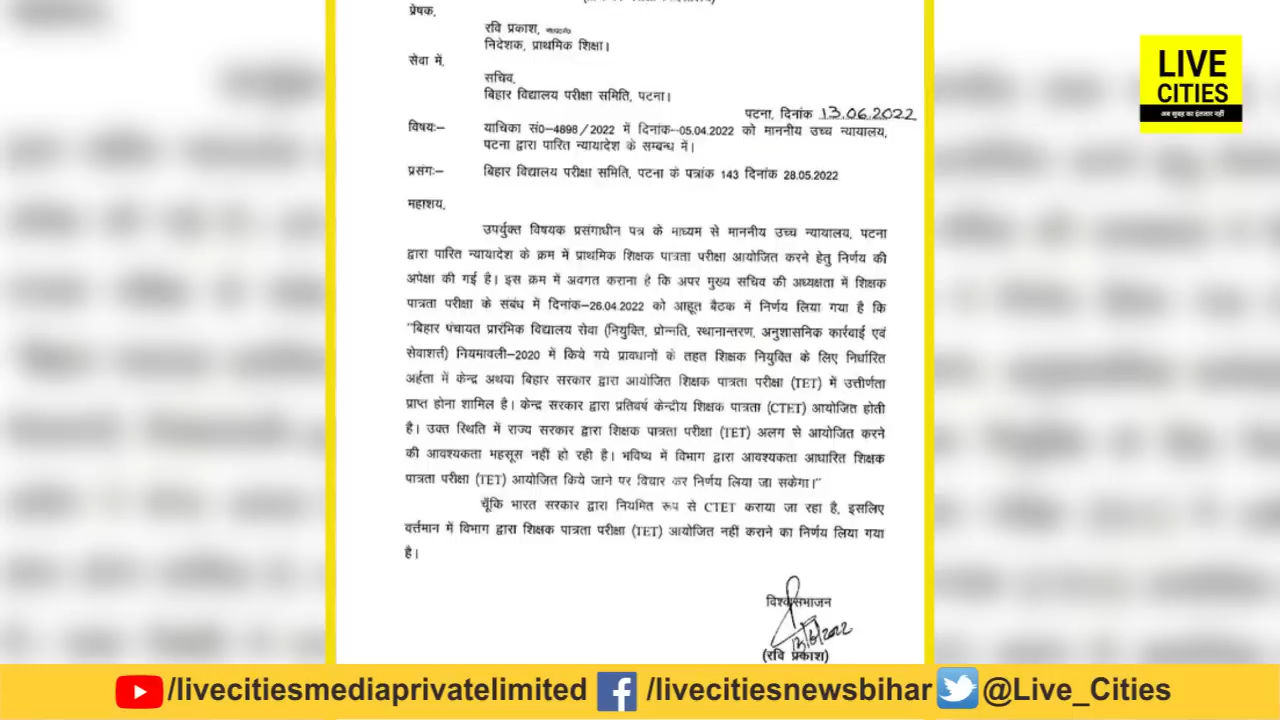 प्रेषक,
रवि प्रकाश,
निदेशक, प्राथमिक शिक्षा।
सेवा में,
सचिव,
बिहार विद्यालय परीक्षा समिति, पटना।
पटना, दिनांक 13.06.2022
विषयः– याचिका सं0–4898/2022 में दिनांक–05.04.2022 को माननीय उच्च न्यायालय,
पटना द्वारा पारित न्यायादेश के सम्बन्ध में।
प्रसंगः– बिहार विद्यालय परीक्षा समिति, पटना के पत्रांक 143 दिनांक 28.05.2022
महाशय,
उपर्युक्त विषयक प्रसंगाधीन पत्र के माध्यम से माननीय उच्च न्यायालय, पटना
द्वारा पारित न्यायादेश के क्रम में प्राथमिक शिक्षक पात्रता परीक्षा आयोजित करने हेतु निर्णय की
अपेक्षा की गई है। इस क्रम में अवगत कराना है कि अपर मुख्य सचिव की अध्यक्षता में शिक्षक
पात्रता परीक्षा के संबंध में दिनांक–26.04.2022 को आहूत बैठक में निर्णय लिया गया है कि
"बिहार पंचायत प्रारंभिक विद्यालय सेवा (नियुक्ति, प्रोन्नति, स्थानान्तरण, अनुशासनिक कार्रवाई एवं
सेवाशर्त्त) नियमावली–2020 में किये गये प्रावधानों के तहत शिक्षक नियुक्ति के लिए निर्धारित
अर्हता में केन्द्र अथवा बिहार सरकार द्वारा आयोजित शिक्षक पात्रता परीक्षा (TET) में उत्तीर्णता
प्राप्त होना शामिल है। केन्द्र सरकार द्वारा प्रतिवर्ष केन्द्रीय शिक्षक पात्रता (CTET) आयोजित होती
है। उक्त स्थिति में राज्य सरकार द्वारा शिक्षक पात्रता परीक्षा (TET) अलग से आयोजित करने
की आवश्यकता महसूस नहीं हो रही है। भविष्य में विभाग द्वारा आवश्यकता आधारित शिक्षक
पात्रता परीक्षा (TET) आयोजित किये जाने पर विचार कर निर्णय लिया जा सकेगा।"
चूँकि भारत सरकार द्वारा नियमित रूप से CTET कराया जा रहा है, इसलिए
वर्त्तमान में विभाग द्वारा शिक्षक पात्रता परीक्षा (TET) आयोजित नहीं कराने का निर्णय लिया गया
है।
विश्वासभाजन
(रवि प्रकाश)
LIVE
CITIES
अब सुबह का इंतजार नहीं
/livecitiesmediaprivatelimited /livecitiesnewsbihar @Live_Cities